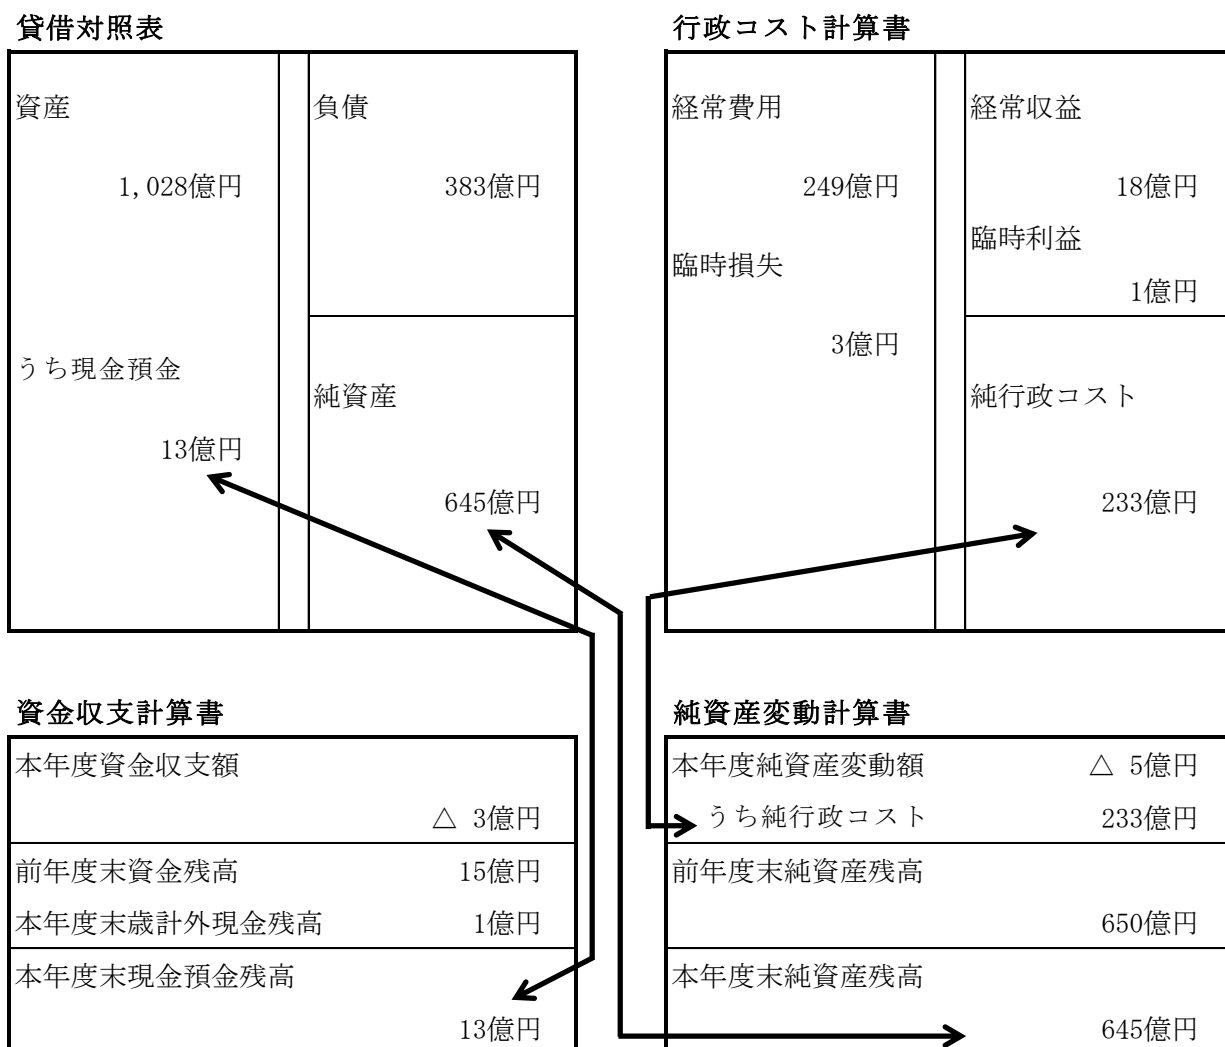 貸借対照表
資産
1,028億円
うち現金預金
13億円
負債
383億円
純資産
645億円
行政コスト計算書
経常費用
249億円
臨時損失
3億円
経常収益
18億円
臨時利益
1億円
純行政コスト
233億円
資金収支計算書
本年度資金収支額
△ 3億円
前年度末資金残高 15億円
本年度末歳計外現金残高 1億円
本年度末現金預金残高
13億円
純資産変動計算書
本年度純資産変動額 △ 5億円
うち純行政コスト 233億円
前年度末純資産残高
650億円
本年度末純資産残高
645億円